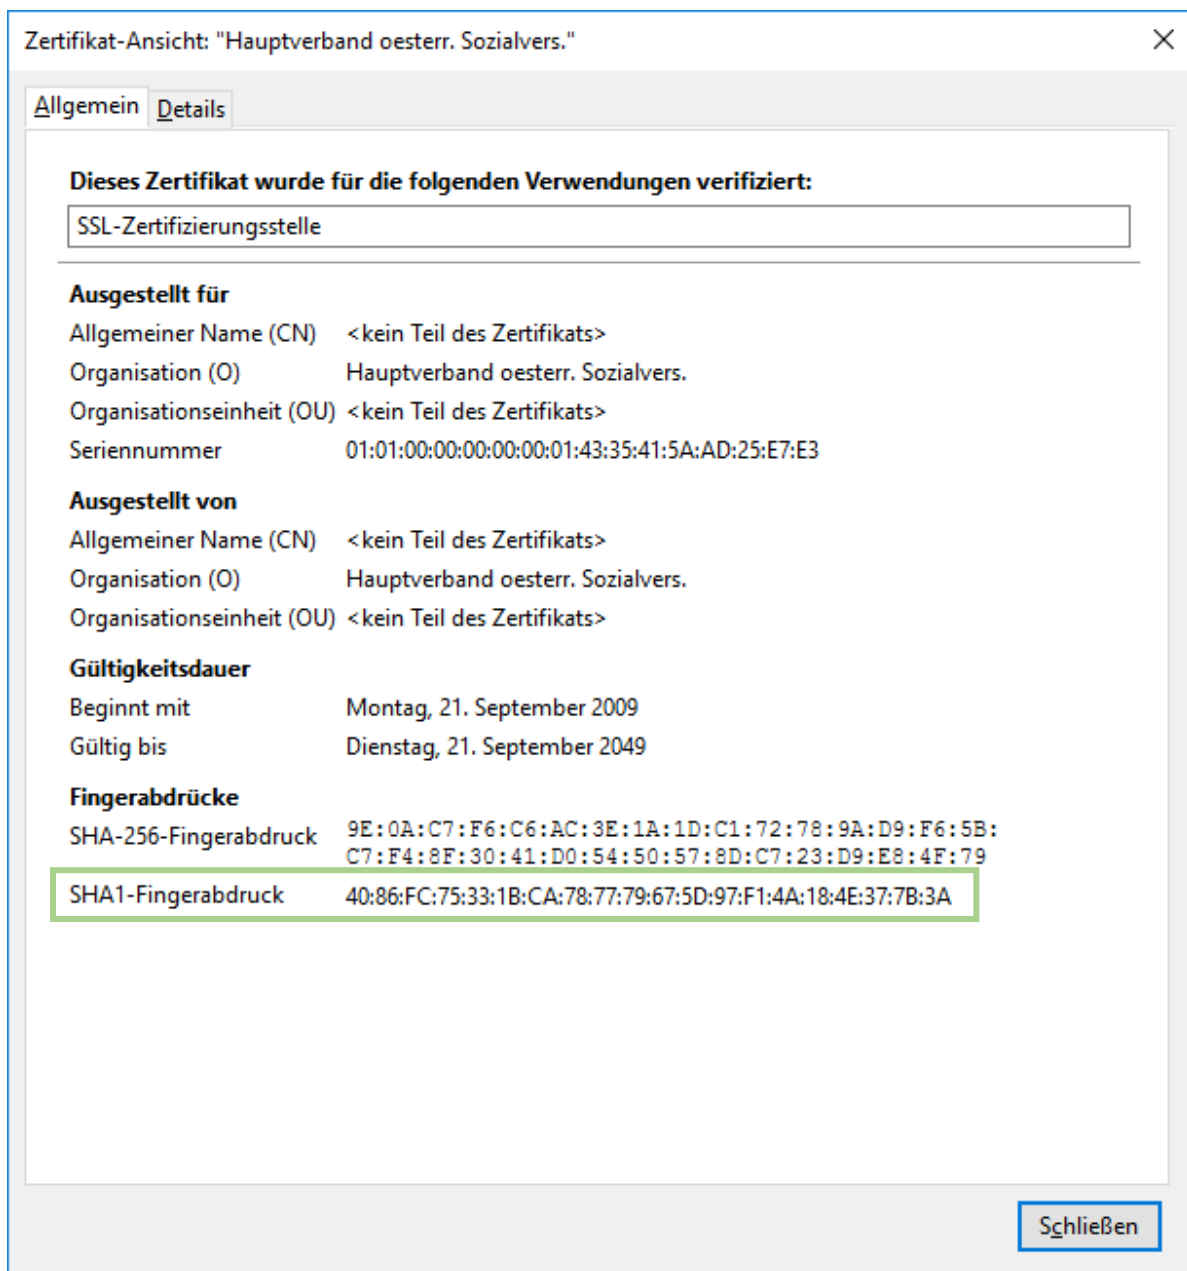 Zertifikat-Ansicht: "Hauptverband oesterr. Sozialvers."
Allgemein Details
Dieses Zertifikat wurde für die folgenden Verwendungen verifiziert:
SSL-Zertifizierungsstelle
Ausgestellt für
Allgemeiner Name (CN) <kein Teil des Zertifikats>
Organisation (O) Hauptverband oesterr. Sozialvers.
Organisationseinheit (OU) <kein Teil des Zertifikats>
Seriennummer 01:01:00:00:00:00:00:01:43:35:41:5A:AD:25:E7:E3
Ausgestellt von
Allgemeiner Name (CN) <kein Teil des Zertifikats>
Organisation (O) Hauptverband oesterr. Sozialvers.
Organisationseinheit (OU) <kein Teil des Zertifikats>
Gültigkeitsdauer
Beginnt mit Montag, 21. September 2009
Gültig bis Dienstag, 21. September 2049
Fingerabdrücke
SHA-256-Fingerabdruck 9E:0A:C7:F6:C6:AC:3E:1A:1D:C1:72:78:9A:D9:F6:5B:
C7:F4:8F:30:41:D0:54:50:57:8D:C7:23:D9:E8:4F:79
SHA1-Fingerabdruck 40:86:FC:75:33:1B:CA:78:77:79:67:5D:97:F1:4A:18:4E:37:7B:3A
Schließen